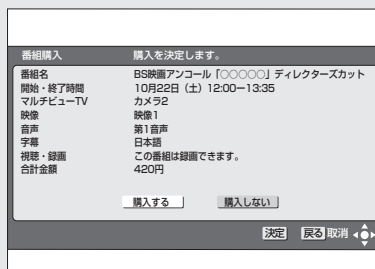 番組購入 購入を決定します。
番組名 BS映画アンコール「○○○○○」ディレクターズカット
開始・終了時間 10月22日（土）12:00ー13:35
マルチビューTV カメラ2
映像 映像1
音声 第1音声
字幕 日本語
視聴・録画 この番組は録画できます。
合計金額 420円
購入する 購入しない
決定 戻る 取消